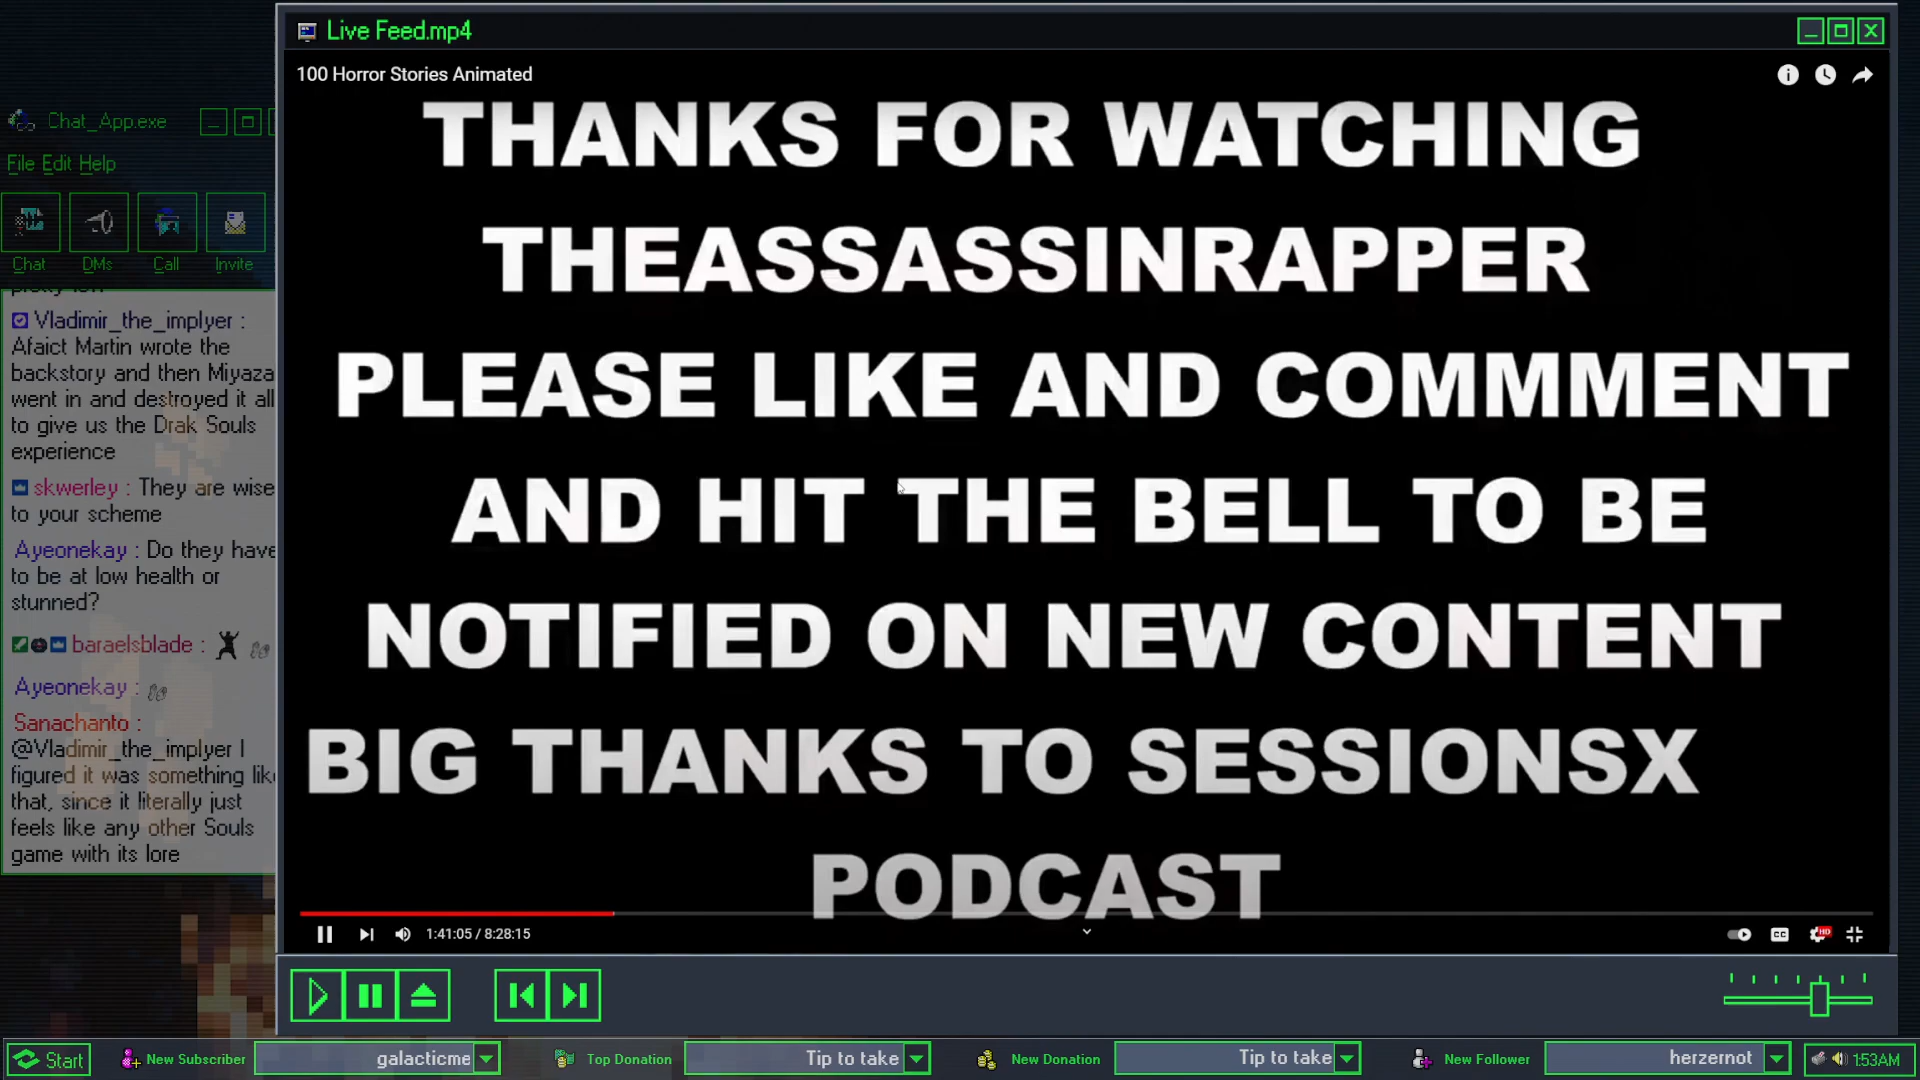 Live Feed.mp4
100 Horror Stories Animated
THANKS FOR WATCHING
THEASSASSINRAPPER
PLEASE LIKE AND COMMMENT
AND HIT THE BELL TO BE
NOTIFIED ON NEW CONTENT
BIG THANKS TO SESSIONSX
PODCAST
1:41:05 / 8:28:15
CC
HD
Chat_App.exe
File Edit Help
Chat DMs Call Invite
Vladimir_the_implyer :
Afaict Martin wrote the
backstory and then Miyaza
went in and destroyed it all
to give us the Drak Souls
experience
skwerley : They are wise
to your scheme
Ayeonekay : Do they have
to be at low health or
stunned?
baraelsblade :
Ayeonekay :
Sanachanto :
@Vladimir_the_implyer I
figured it was something lik
that, since it literally just
feels like any other Souls
game with its lore
Start New Subscriber galacticme Top Donation Tip to take New Donation Tip to take New Follower herzernot 1:53AM